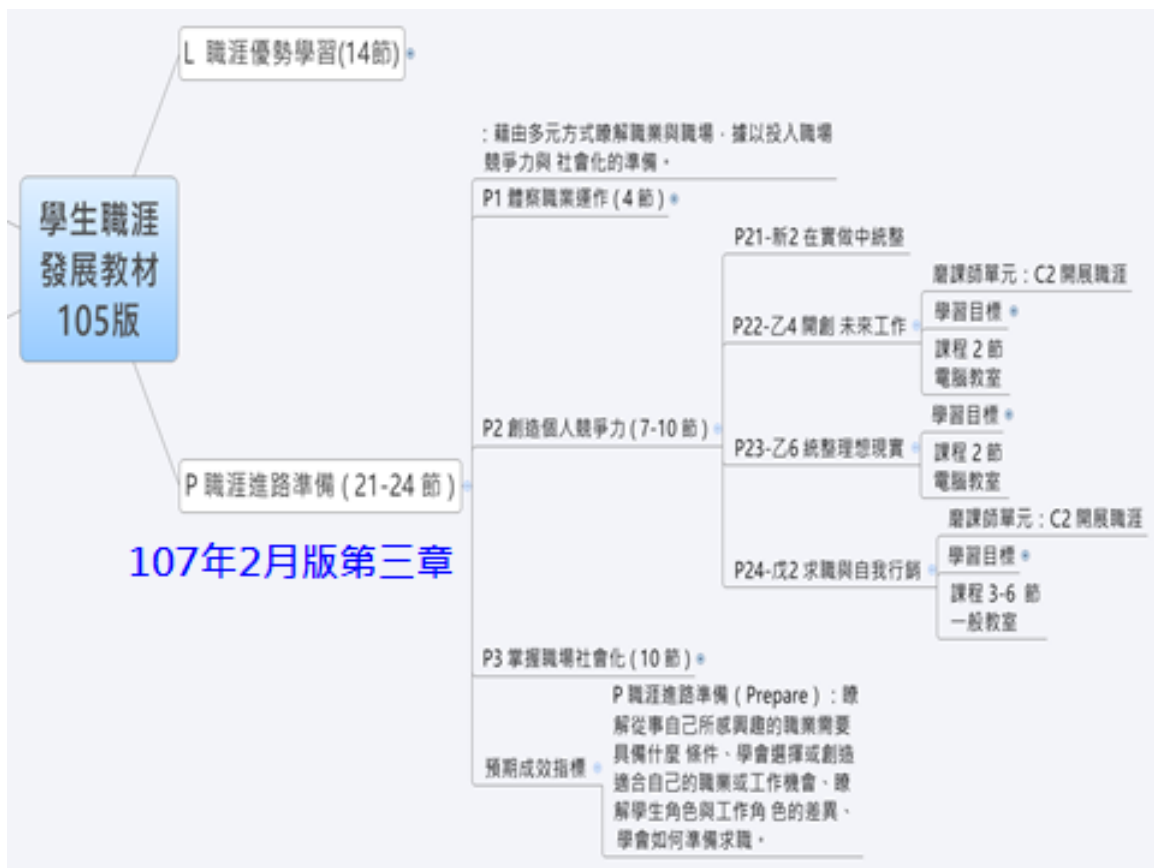 L 職涯優勢學習(14節)
學生職涯
發展教材
105版
P 職涯進路準備 ( 21-24 節 )
107年2月版第三章
：藉由多元方式瞭解職業與職場，據以投入職場
競爭力與 社會化的準備。
P1 體察職業運作 ( 4 節 )
P2 創造個人競爭力 ( 7-10 節 )
P21-新2 在實做中統整
P22-乙4 開創 未來工作
磨課師單元：C2 開展職涯
學習目標
課程 2 節
電腦教室
P23-乙6 統整理想現實
學習目標
課程 2 節
電腦教室
P24-戊2 求職與自我行銷
磨課師單元：C2 開展職涯
學習目標
課程 3-6 節
一般教室
P3 掌握職場社會化 ( 10 節 )
預期成效指標
P 職涯進路準備 ( Prepare ) ：瞭
解從事自己所感興趣的職業需要
具備什麼 條件、學會選擇或創造
適合自己的職業或工作機會、瞭
解學生角色與工作角 色的差異、
學會如何準備求職。